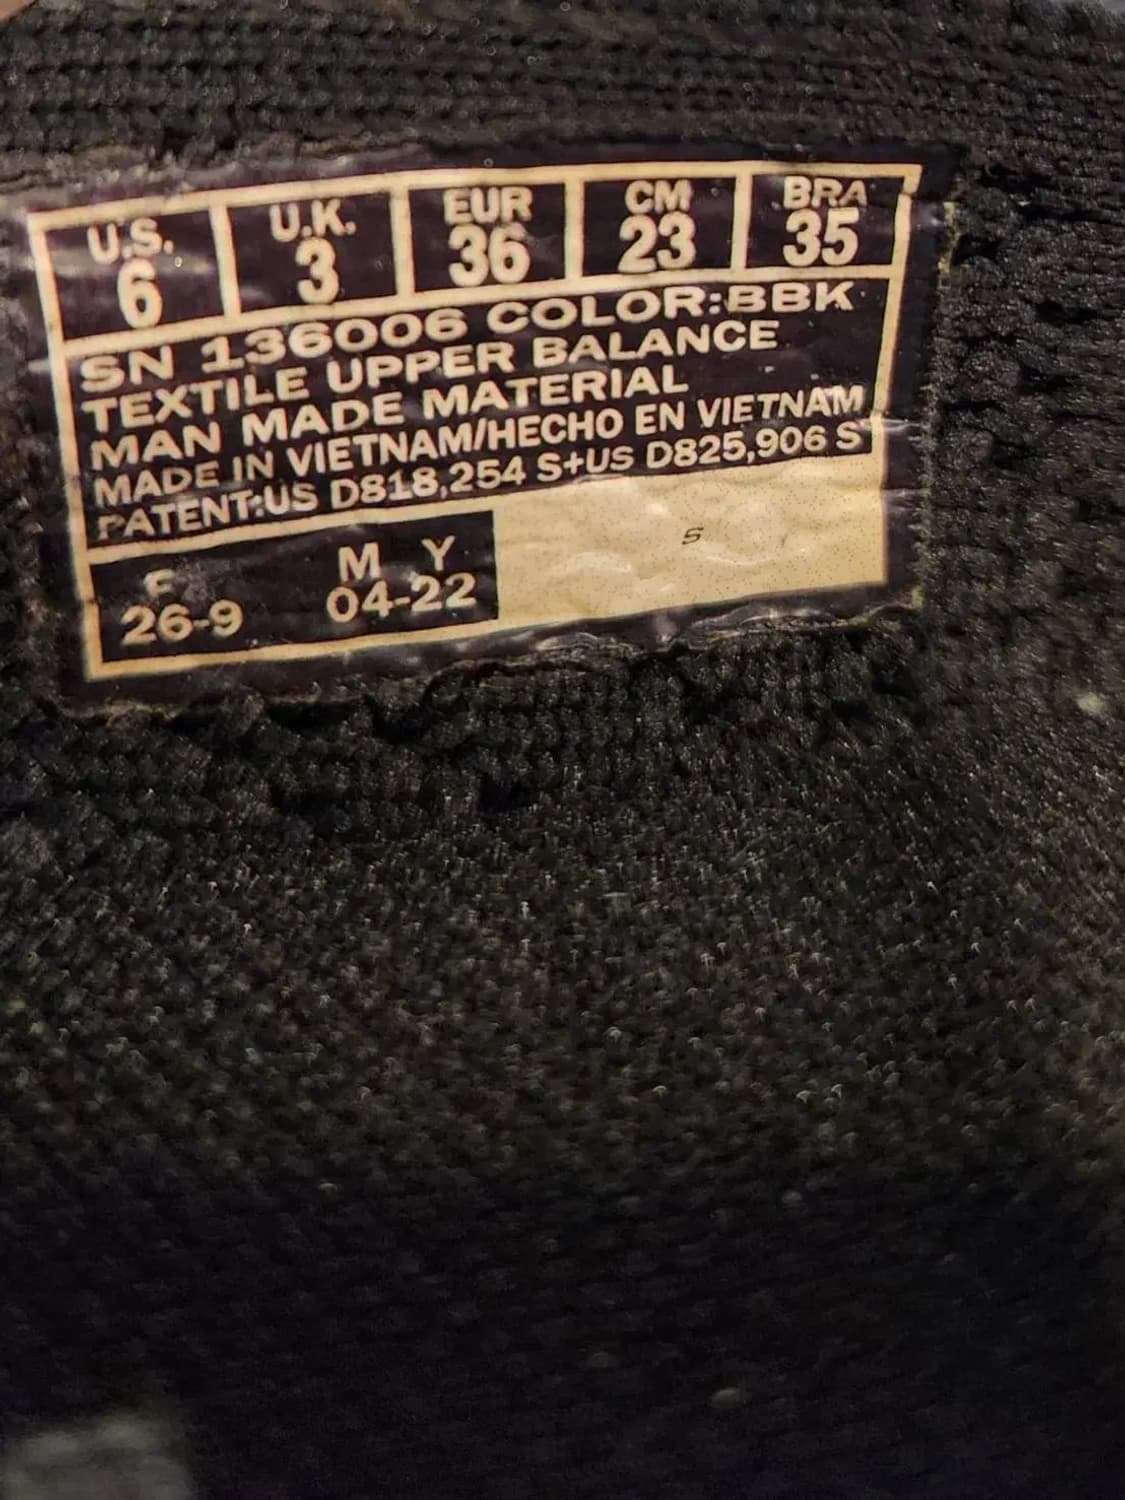 U.S. U.K. EUR CM BRA
6 3 36 23 35
SN 136006 COLOR:BBK
TEXTILE UPPER BALANCE
MAN MADE MATERIAL
MADE IN VIETNAM/HECHO EN VIETNAM
PATENT:US D818,254 S+US D825,906 S
F M Y
26-9 04-22
S